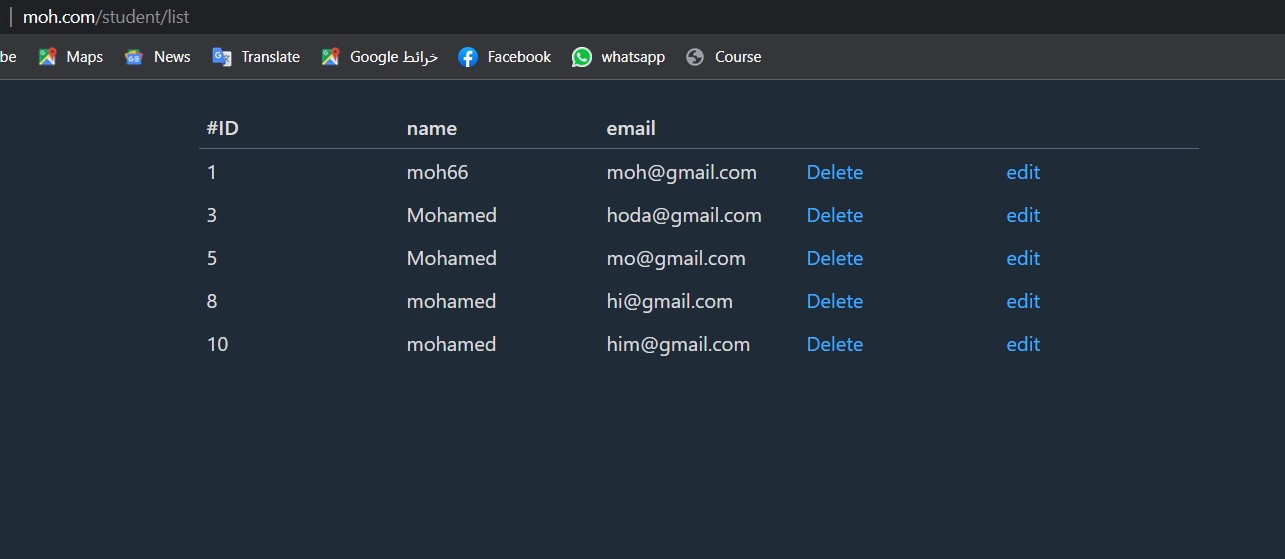 moh.com/student/list
be Maps News Translate Google خرائط Facebook whatsapp Course
#ID name email
1 moh66 moh@gmail.com Delete edit
3 Mohamed hoda@gmail.com Delete edit
5 Mohamed mo@gmail.com Delete edit
8 mohamed hi@gmail.com Delete edit
10 mohamed him@gmail.com Delete edit